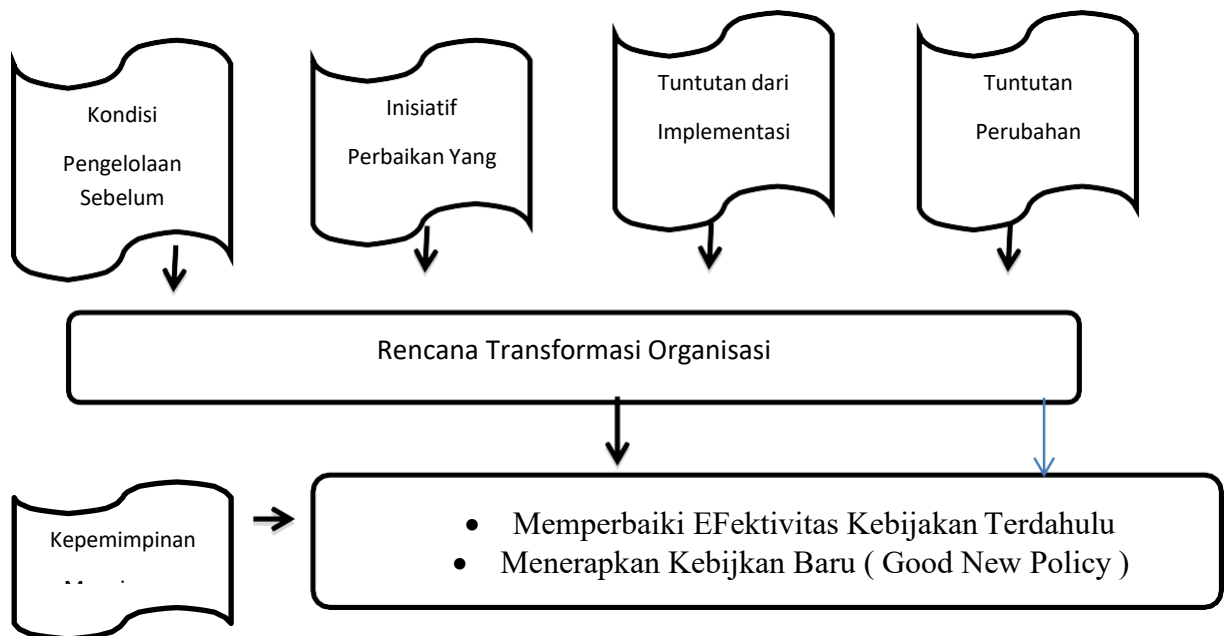 Kondisi
Pengelolaan
Sebelum
Inisiatif
Perbaikan Yang
Tuntutan dari
Implementasi
Tuntutan
Perubahan
Rencana Transformasi Organisasi
Kepemimpinan
• Memperbaiki EFektivitas Kebijakan Terdahulu
• Menerapkan Kebijkan Baru ( Good New Policy )